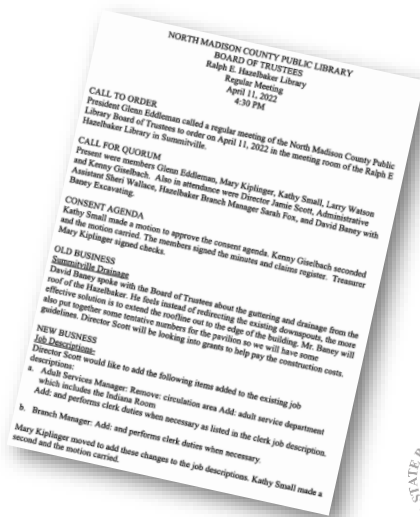 NORTH MADISON COUNTY PUBLIC LIBRARY
BOARD OF TRUSTEES
Ralph E. Hazelbaker Library
Regular Meeting
April 11, 2022
4:30 PM
CALL TO ORDER
President Glenn Eddleman called a regular meeting of the North Madison County Public
Library Board of Trustees to order on April 11, 2022 in the meeting room of the Ralph E
Hazelbaker Library in Summitville.
CALL FOR QUORUM
Present were members Glenn Eddleman, Mary Kiplinger, Kathy Small, Larry Watson
and Kenny Giselbach. Also in attendance were Director Jamie Scott, Administrative
Assistant Sheri Wallace, Hazelbaker Branch Manager Sarah Fox, and David Baney with
Baney Excavating.
CONSENT AGENDA
Kathy Small made a motion to approve the consent agenda. Kenny Giselbach seconded
and the motion carried. The members signed the minutes and claims register. Treasurer
Mary Kiplinger signed checks.
OLD BUSINESS
Summitville Drainage
David Baney spoke with the Board of Trustees about the guttering and drainage from the
roof of the Hazelbaker. He feels instead of redirecting the existing downspouts, the more
effective solution is to extend the roofline out to the edge of the building. Mr. Baney will
also put together some tentative numbers for the pavilion so we will have some
guidelines. Director Scott will be looking into grants to help pay the construction costs.
NEW BUSNESS
Job Descriptions-
Director Scott would like to add the following items added to the existing job
descriptions:
a. Adult Services Manager: Remove: circulation area Add: adult service department
which includes the Indiana Room
Add: and performs clerk duties when necessary as listed in the clerk job description.
b. Branch Manager: Add: and performs clerk duties when necessary.
Mary Kiplinger moved to add these changes to the job descriptions. Kathy Small made a
second and the motion carried.
STATE